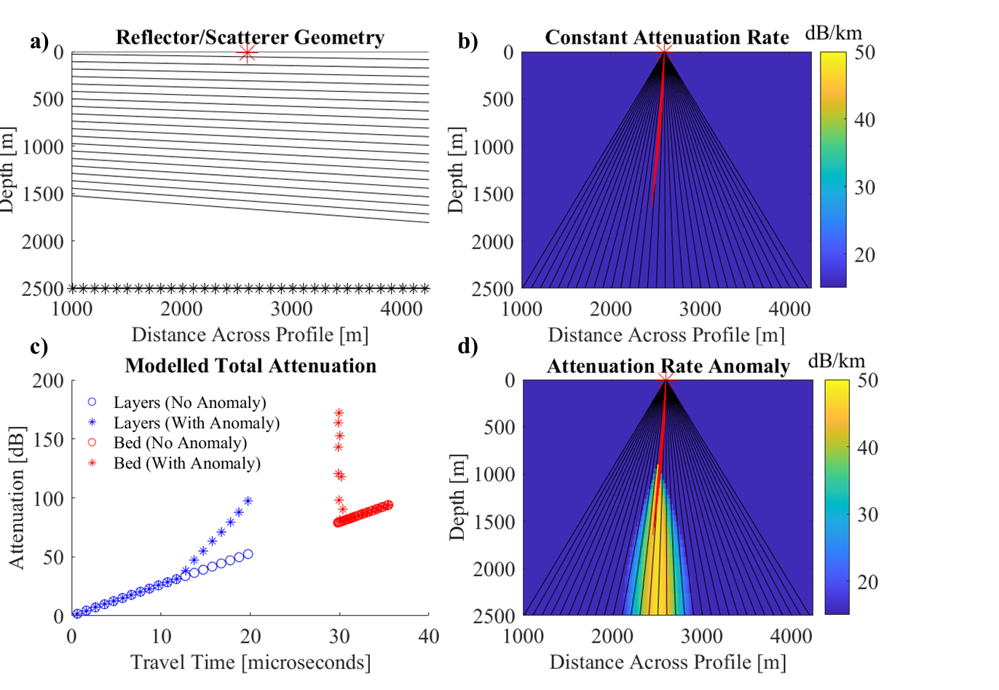 a)
Reflector/Scatterer Geometry
0
500
1000
1500
2000
2500
Depth [m]
1000 2000 3000 4000
Distance Across Profile [m]
b)
Constant Attenuation Rate
dB/km
0
500
1000
1500
2000
2500
Depth [m]
1000 2000 3000 4000
Distance Across Profile [m]
50
40
30
20
c)
Modelled Total Attenuation
200
150
100
50
0
Attenuation [dB]
Layers (No Anomaly)
Layers (With Anomaly)
Bed (No Anomaly)
Bed (With Anomaly)
0 10 20 30 40
Travel Time [microseconds]
d)
Attenuation Rate Anomaly
dB/km
0
500
1000
1500
2000
2500
Depth [m]
1000 2000 3000 4000
Distance Across Profile [m]
50
40
30
20